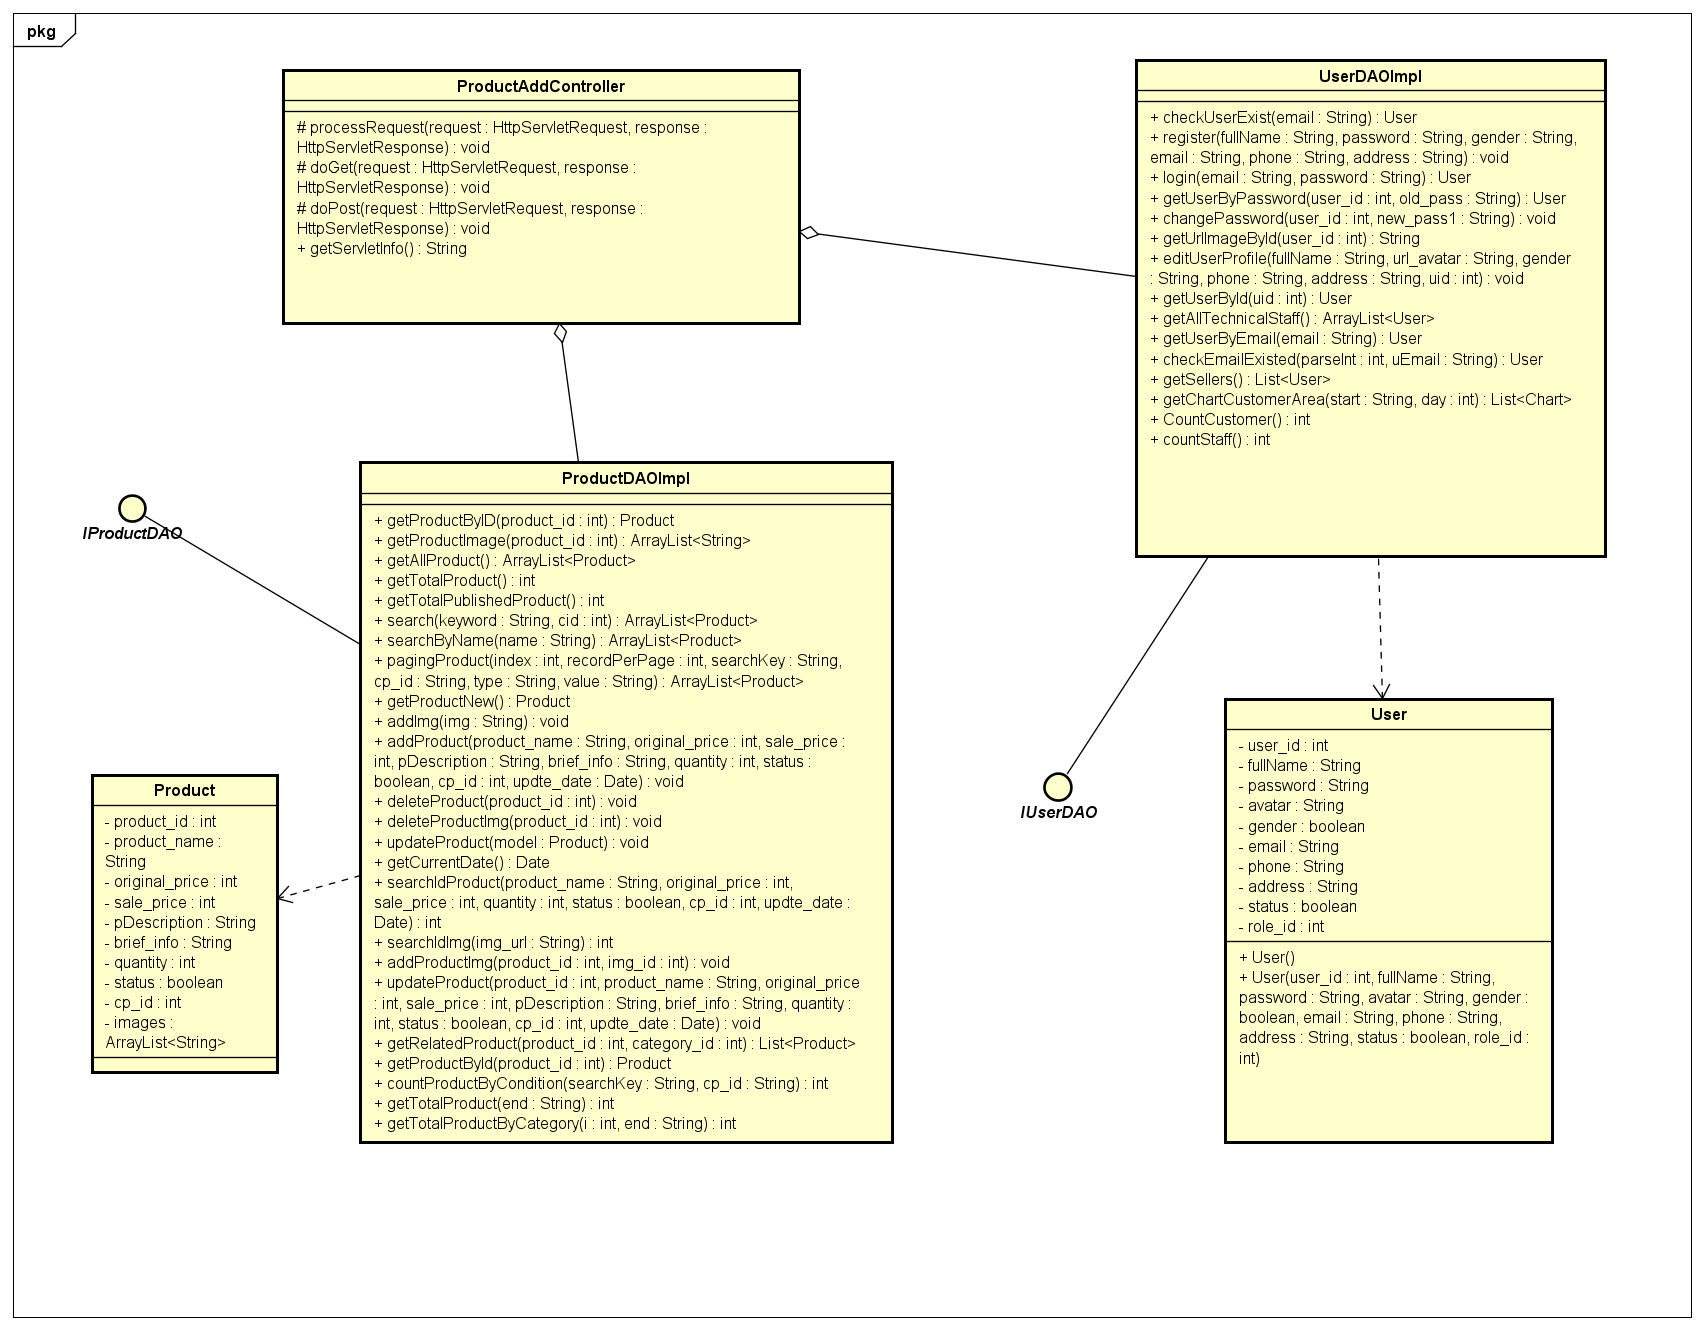 pkg
ProductAddController
# processRequest(request : HttpServletRequest, response :
HttpServletResponse) : void
# doGet(request : HttpServletRequest, response :
HttpServletResponse) : void
# doPost(request : HttpServletRequest, response :
HttpServletResponse) : void
+ getServletInfo() : String
UserDAOImpl
+ checkUserExist(email : String) : User
+ register(fullName : String, password : String, gender : String,
email : String, phone : String, address : String) : void
+ login(email : String, password : String) : User
+ getUserByPassword(user_id : int, old_pass : String) : User
+ changePassword(user_id : int, new_pass1 : String) : void
+ getUrlImageById(user_id : int) : String
+ editUserProfile(fullName : String, url_avatar : String, gender
: String, phone : String, address : String, uid : int) : void
+ getUserById(uid : int) : User
+ getAllTechnicalStaff() : ArrayList<User>
+ getUserByEmail(email : String) : User
+ checkEmailExisted(parseInt : int, uEmail : String) : User
+ getSellers() : List<User>
+ getChartCustomerArea(start : String, day : int) : List<Chart>
+ CountCustomer() : int
+ countStaff() : int
IProductDAO
ProductDAOImpl
+ getProductByID(product_id : int) : Product
+ getProductImage(product_id : int) : ArrayList<String>
+ getAllProduct() : ArrayList<Product>
+ getTotalProduct() : int
+ getTotalPublishedProduct() : int
+ search(keyword : String, cid : int) : ArrayList<Product>
+ searchByName(name : String) : ArrayList<Product>
+ pagingProduct(index : int, recordPerPage : int, searchKey : String,
cp_id : String, type : String, value : String) : ArrayList<Product>
+ getProductNew() : Product
+ addImg(img : String) : void
+ addProduct(product_name : String, original_price : int, sale_price :
int, pDescription : String, brief_info : String, quantity : int, status :
boolean, cp_id : int, updte_date : Date) : void
+ deleteProduct(product_id : int) : void
+ deleteProductImg(product_id : int) : void
+ updateProduct(model : Product) : void
+ getCurrentDate() : Date
+ searchIdProduct(product_name : String, original_price : int,
sale_price : int, quantity : int, status : boolean, cp_id : int, updte_date :
Date) : int
+ searchIdImg(img_url : String) : int
+ addProductImg(product_id : int, img_id : int) : void
+ updateProduct(product_id : int, product_name : String, original_price
: int, sale_price : int, pDescription : String, brief_info : String, quantity :
int, status : boolean, cp_id : int, updte_date : Date) : void
+ getRelatedProduct(product_id : int, category_id : int) : List<Product>
+ getProductById(product_id : int) : Product
+ countProductByCondition(searchKey : String, cp_id : String) : int
+ getTotalProduct(end : String) : int
+ getTotalProductByCategory(i : int, end : String) : int
Product
- product_id : int
- product_name :
String
- original_price : int
- sale_price : int
- pDescription : String
- brief_info : String
- quantity : int
- status : boolean
- cp_id : int
- images :
ArrayList<String>
IUserDAO
User
- user_id : int
- fullName : String
- password : String
- avatar : String
- gender : boolean
- email : String
- phone : String
- address : String
- status : boolean
- role_id : int
+ User()
+ User(user_id : int, fullName : String,
password : String, avatar : String, gender :
boolean, email : String, phone : String,
address : String, status : boolean, role_id :
int)